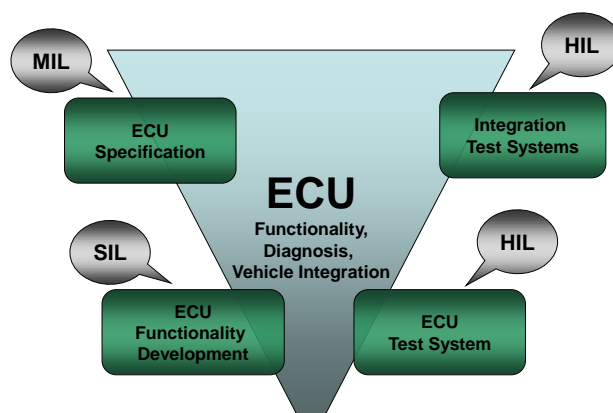 MIL
HIL
ECU
Specification
Integration
Test Systems
ECU
Functionality,
Diagnosis,
Vehicle Integration
SIL
HIL
ECU
Functionality
Development
ECU
Test System